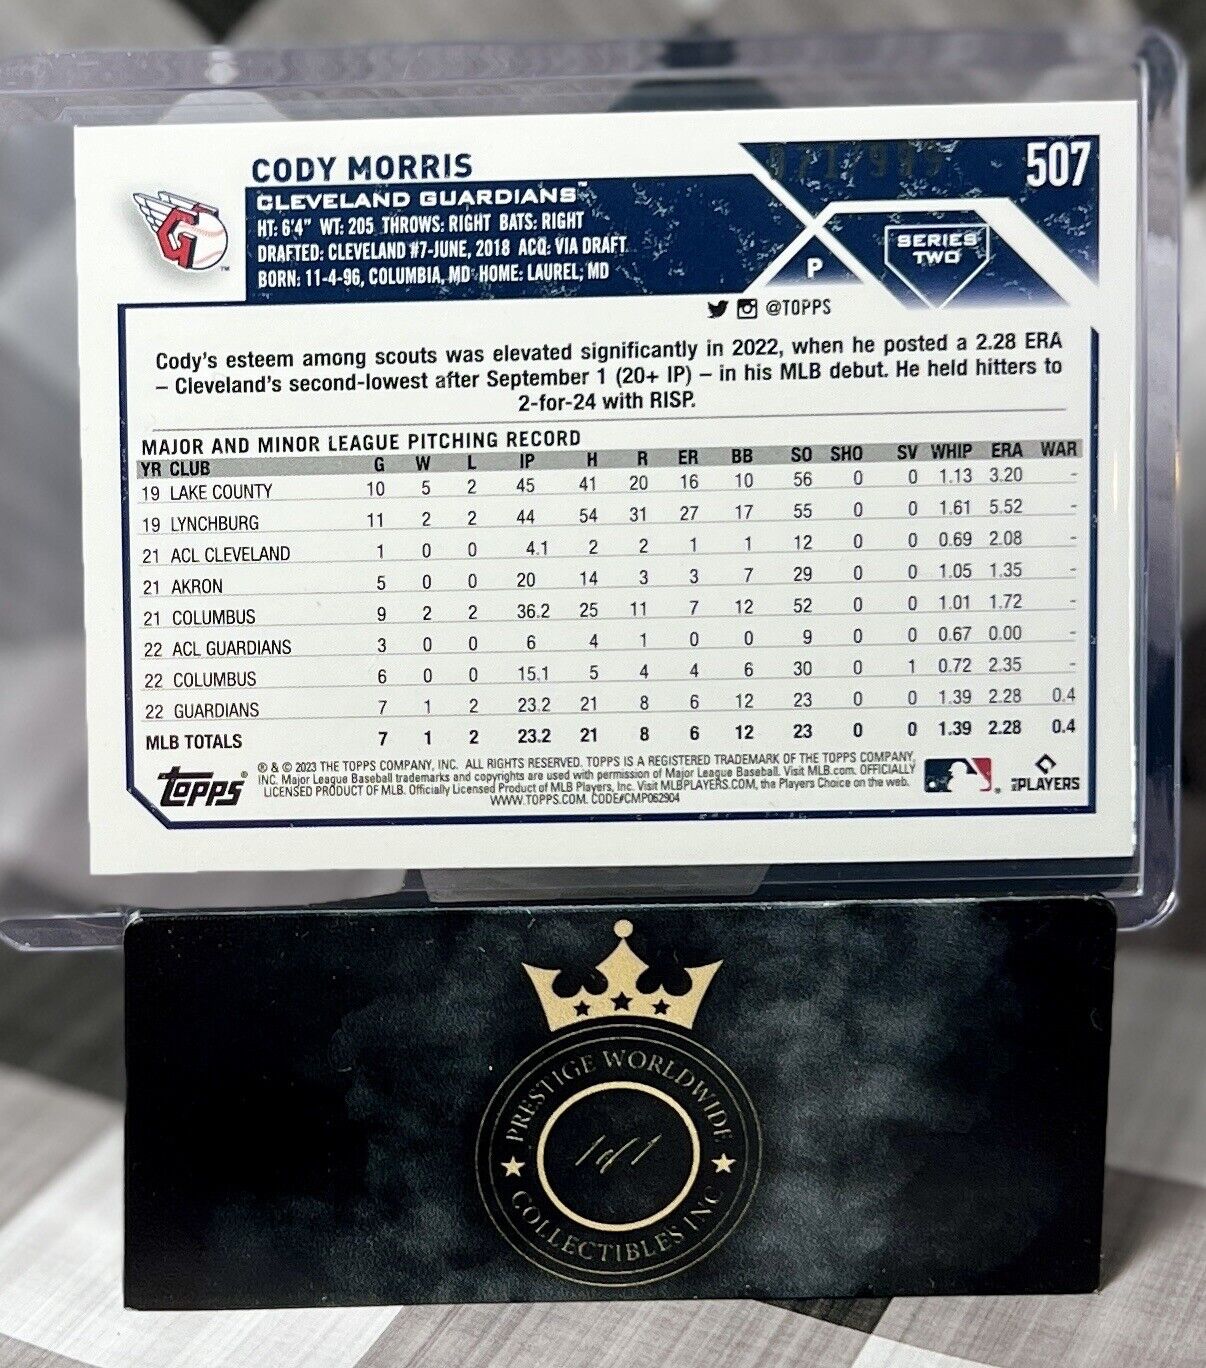 CODY MORRIS
CLEVELAND GUARDIANS™
HT: 6'4" WT: 205 THROWS: RIGHT BATS: RIGHT
DRAFTED: CLEVELAND #7-JUNE, 2018 ACQ: VIA DRAFT
BORN: 11-4-96, COLUMBIA, MD HOME: LAUREL, MD
507
SERIES
TWO
P
@TOPPS
Cody's esteem among scouts was elevated significantly in 2022, when he posted a 2.28 ERA
– Cleveland's second-lowest after September 1 (20+ IP) – in his MLB debut. He held hitters to
2-for-24 with RISP.
MAJOR AND MINOR LEAGUE PITCHING RECORD
YR CLUB G W L IP H R ER BB SO SHO SV WHIP ERA WAR
19 LAKE COUNTY 10 5 2 45 41 20 16 10 56 0 0 1.13 3.20 -
19 LYNCHBURG 11 2 2 44 54 31 27 17 55 0 0 1.61 5.52 -
21 ACL CLEVELAND 1 0 0 4.1 2 2 1 1 12 0 0 0.69 2.08 -
21 AKRON 5 0 0 20 14 3 3 7 29 0 0 1.05 1.35 -
21 COLUMBUS 9 2 2 36.2 25 11 7 12 52 0 0 1.01 1.72 -
22 ACL GUARDIANS 3 0 0 6 4 1 0 0 9 0 0 0.67 0.00 -
22 COLUMBUS 6 0 0 15.1 5 4 4 6 30 0 1 0.72 2.35 -
22 GUARDIANS 7 1 2 23.2 21 8 6 12 23 0 0 1.39 2.28 0.4
MLB TOTALS 7 1 2 23.2 21 8 6 12 23 0 0 1.39 2.28 0.4
topps®
® & © 2023 THE TOPPS COMPANY, INC. ALL RIGHTS RESERVED. TOPPS IS A REGISTERED TRADEMARK OF THE TOPPS COMPANY,
INC. Major League Baseball trademarks and copyrights are used with permission of Major League Baseball. Visit MLB.com. OFFICIALLY
LICENSED PRODUCT OF MLB. Officially Licensed Product of MLB Players, Inc. Visit MLBPLAYERS.COM, the Players Choice on the web.
WWW.TOPPS.COM. CODE#CMP062904
PLAYERS
PRESTIGE WORLDWIDE
1 of 1
COLLECTIBLES INC